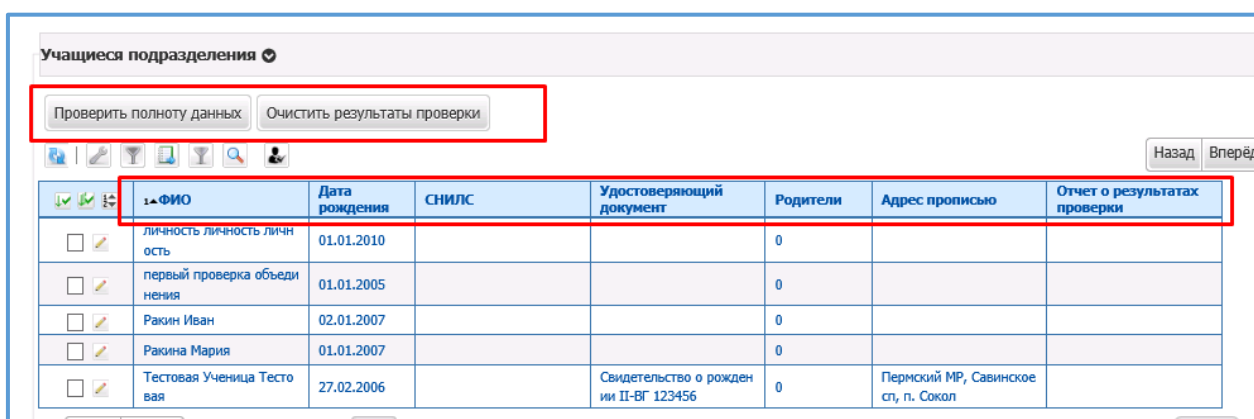 Учащиеся подразделения
Проверить полноту данных Очистить результаты проверки
Назад Вперёд
1 ФИО Дата рождения СНИЛС Удостоверяющий документ Родители Адрес прописью Отчет о результатах проверки
личность личность личн
ость
01.01.2010 0
первый проверка объеди
нения
01.01.2005 0
Ракин Иван 02.01.2007 0
Ракина Мария 01.01.2007 0
Тестовая Ученица Тесто
вая
27.02.2006
Свидетельство о рожден
ии II-ВГ 123456
0
Пермский МР, Савинское
сп, п. Сокол